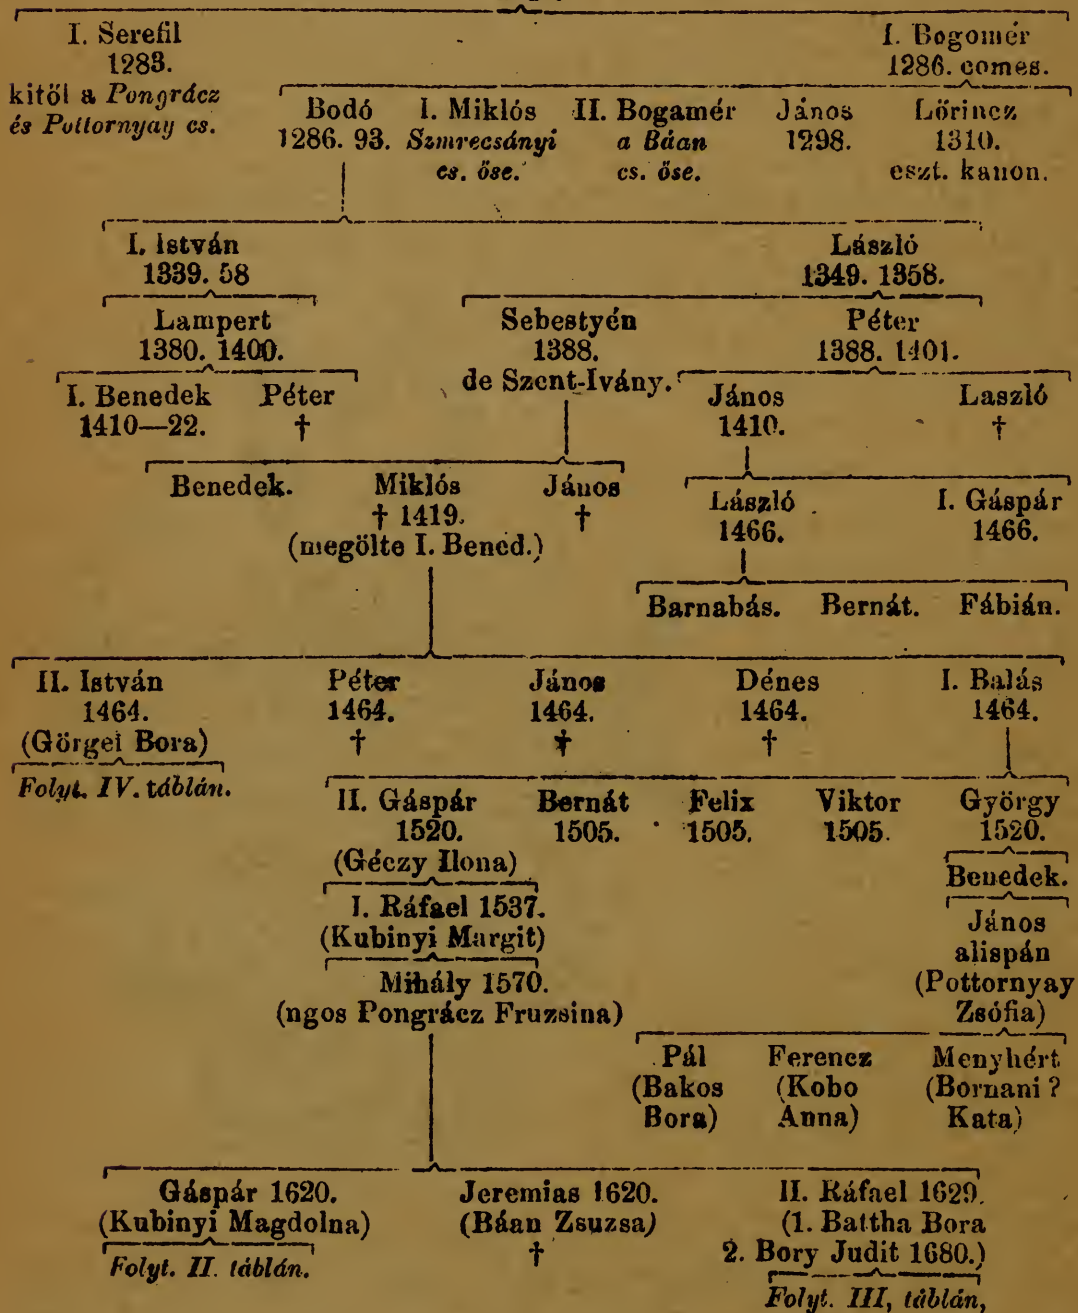 I. Serefil I. Bogomér
1283. 1286. comes.
kitől a Pongrácz
és Pottornyay cs.
Bodó I. Miklós II. Bogamér János Lőrincz
1286. 93. Szmrecsányi a Báan 1298. 1310.
cs. őse. cs. őse. eszt. kanon.
I. István László
1339. 58 1349. 1358.
Lampert Sebestyén Péter
1380. 1400. 1388. 1388. 1401.
de Szent-Ivány.
I. Benedek Péter János Laszló
1410—22. † 1410. †
Benedek. Miklós János László I. Gáspár
† 1419. † 1466. 1466.
(megölte I. Bened.)
Barnabás. Bernát. Fábián.
II. István Péter János Dénes I. Balás
1464. 1464. 1464. 1464. 1464.
(Görgei Bora) † † †
Folyt. IV. táblán.
II. Gáspár Bernát Felix Viktor György
1520. 1505. 1505. 1505. 1520.
(Géczy Ilona) Benedek.
I. Ráfael 1537. János
(Kubinyi Margit) alispán
Mihály 1570. (Pottornyay
(ngos Pongrácz Fruzsina) Zsófia)
Pál Ferencz Menyhért
(Bakos (Kobo (Bornani ?
Bora) Anna) Kata)
Gáspár 1620. Jeremias 1620. II. Ráfael 1629.
(Kubinyi Magdolna) (Báan Zsuzsa) (1. Battha Bora
† 2. Bory Judit 1680.)
Folyt. II. táblán.
Folyt. III, táblán,